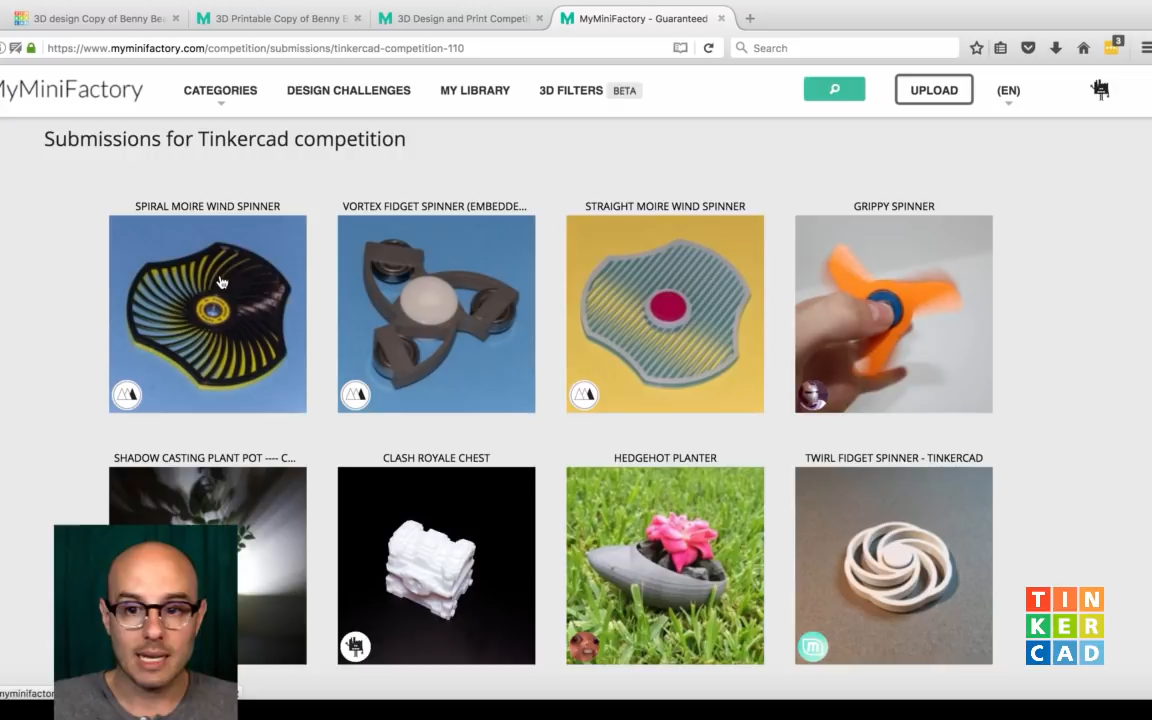 3D design Copy of Benny Be
3D Printable Copy of Benny B
3D Design and Print Competi
MyMiniFactory - Guaranteed
https://www.myminifactory.com/competition/submissions/tinkercad-competition-110
Search
3
MyMiniFactory
CATEGORIES
DESIGN CHALLENGES
MY LIBRARY
3D FILTERS BETA
UPLOAD
(EN)
Submissions for Tinkercad competition
SPIRAL MOIRE WIND SPINNER
VORTEX FIDGET SPINNER (EMBEDDE...
STRAIGHT MOIRE WIND SPINNER
GRIPPY SPINNER
SHADOW CASTING PLANT POT ---- C...
CLASH ROYALE CHEST
HEDGEHOT PLANTER
TWIRL FIDGET SPINNER - TINKERCAD
TIN
KER
CAD
myminifactor